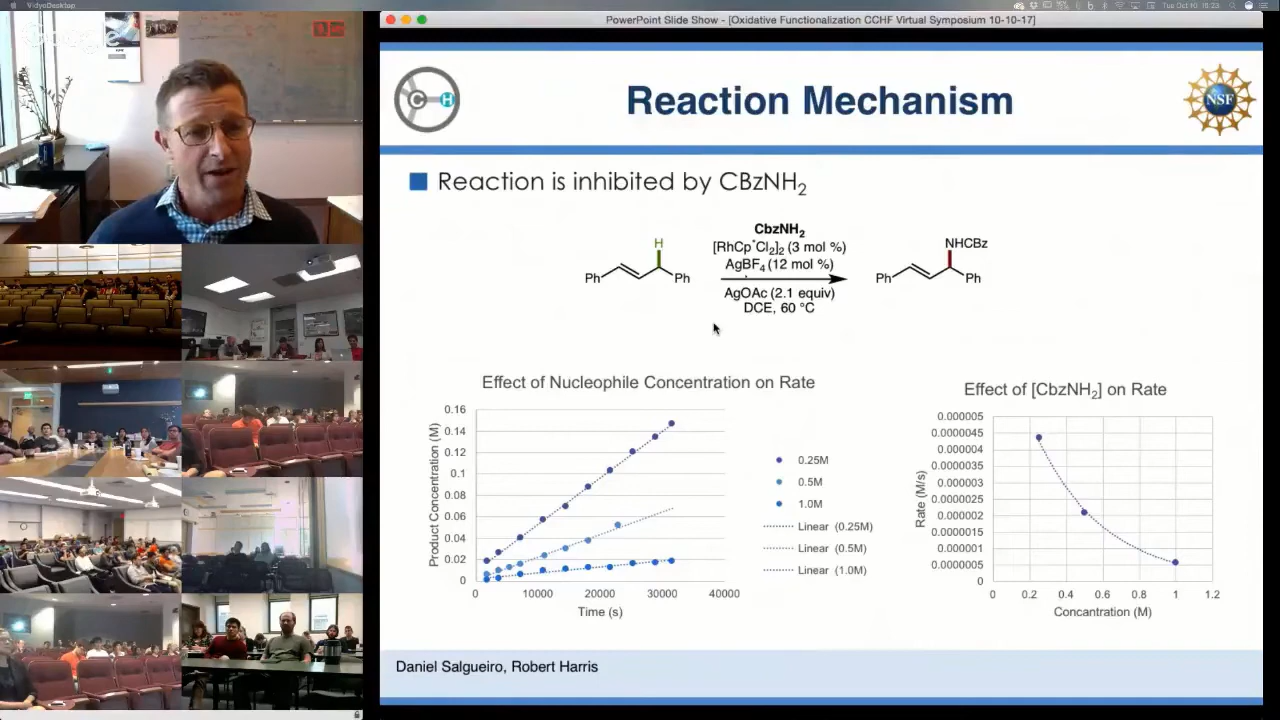 VidyoDesktop
Tue Oct 10 15:23
PowerPoint Slide Show - [Oxidative Functionalization CCHF Virtual Symposium 10-10-17]
C H
Reaction Mechanism
NSF
Reaction is inhibited by CBzNH₂
CbzNH₂
[RhCp*Cl₂]₂ (3 mol %)
AgBF₄ (12 mol %)
AgOAc (2.1 equiv)
DCE, 60 °C
H
Ph
Ph
NHCBz
Ph
Ph
Effect of Nucleophile Concentration on Rate
Product Concentration (M)
0.16
0.14
0.12
0.1
0.08
0.06
0.04
0.02
0
0 10000 20000 30000 40000
Time (s)
0.25M
0.5M
1.0M
Linear (0.25M)
Linear (0.5M)
Linear (1.0M)
Effect of [CbzNH₂] on Rate
Rate (M/s)
0.000005
0.0000045
0.000004
0.0000035
0.000003
0.0000025
0.000002
0.0000015
0.000001
0.0000005
0
0 0.2 0.4 0.6 0.8 1 1.2
Concantration (M)
Daniel Salgueiro, Robert Harris